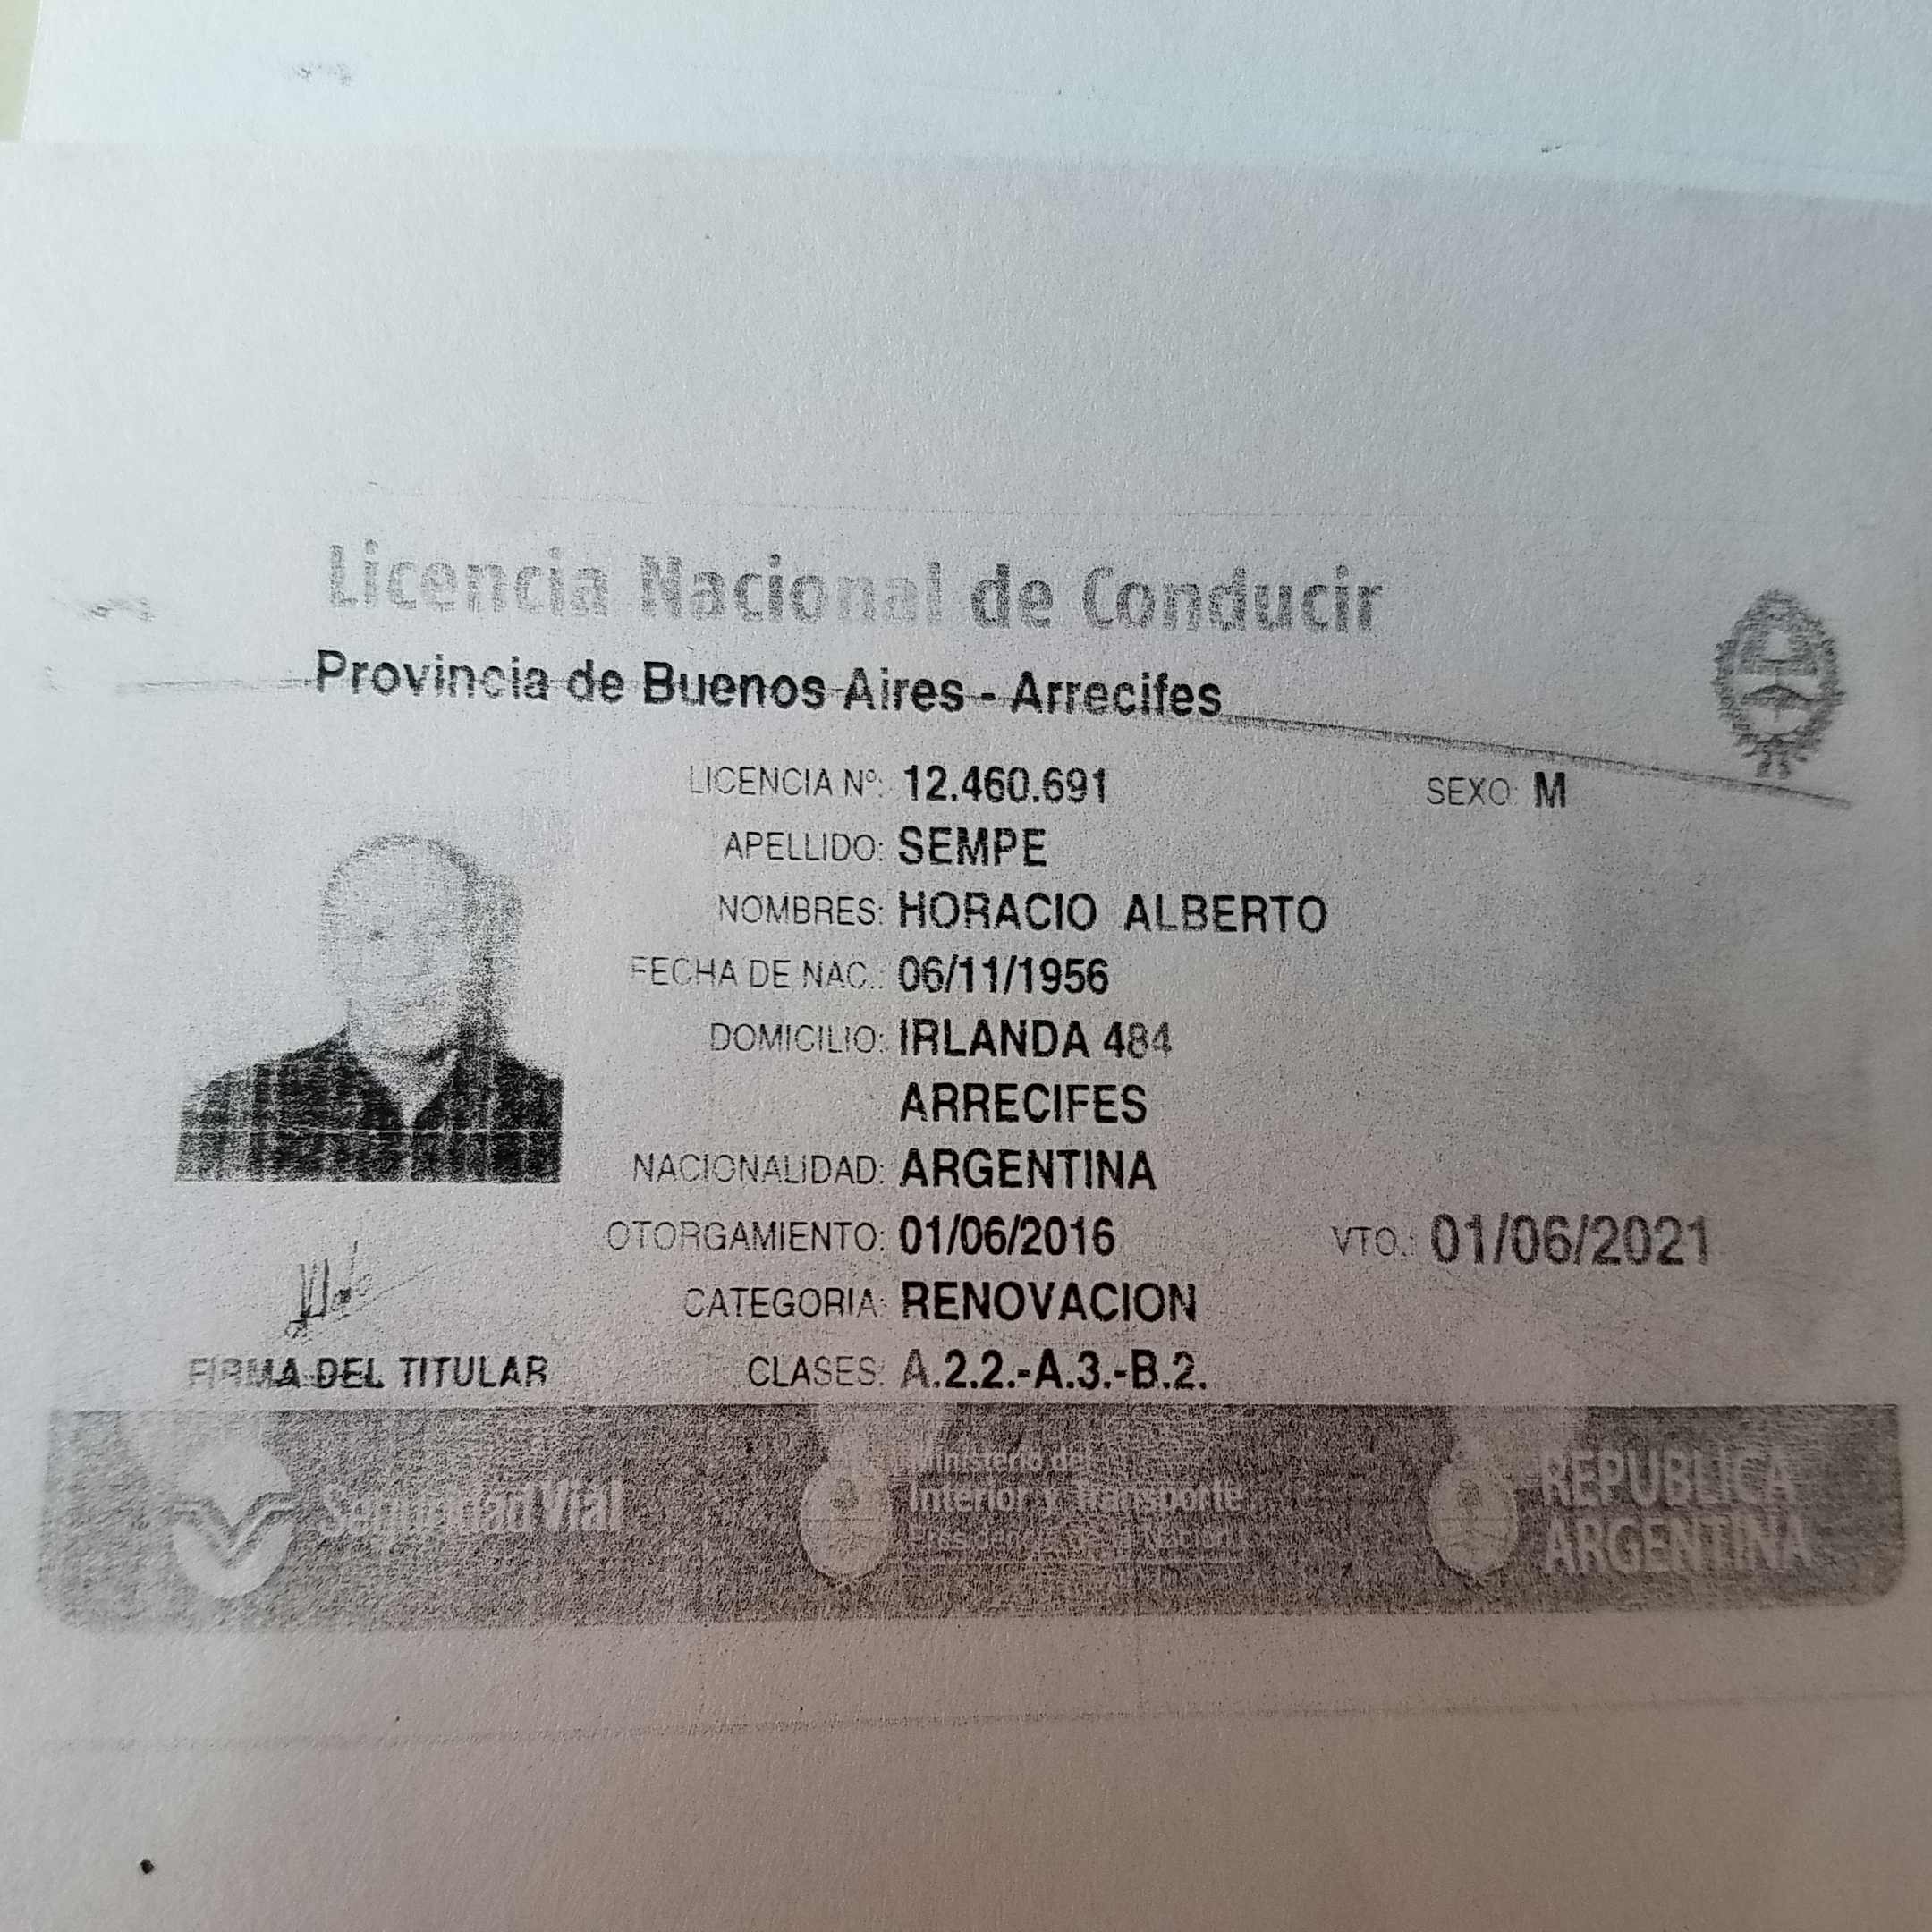 Licencia Nacional de Conducir
Provincia de Buenos Aires - Arrecifes
LICENCIA Nº: 12.460.691 SEXO: M
APELLIDO: SEMPE
NOMBRES: HORACIO ALBERTO
FECHA DE NAC.: 06/11/1956
DOMICILIO: IRLANDA 484
ARRECIFES
NACIONALIDAD: ARGENTINA
OTORGAMIENTO: 01/06/2016 VTO.: 01/06/2021
CATEGORIA: RENOVACION
FIRMA DEL TITULAR
CLASES: A.2.2.-A.3.-B.2.
Seguridad Vial
Ministerio de
Interior y Transporte
REPUBLICA
ARGENTINA